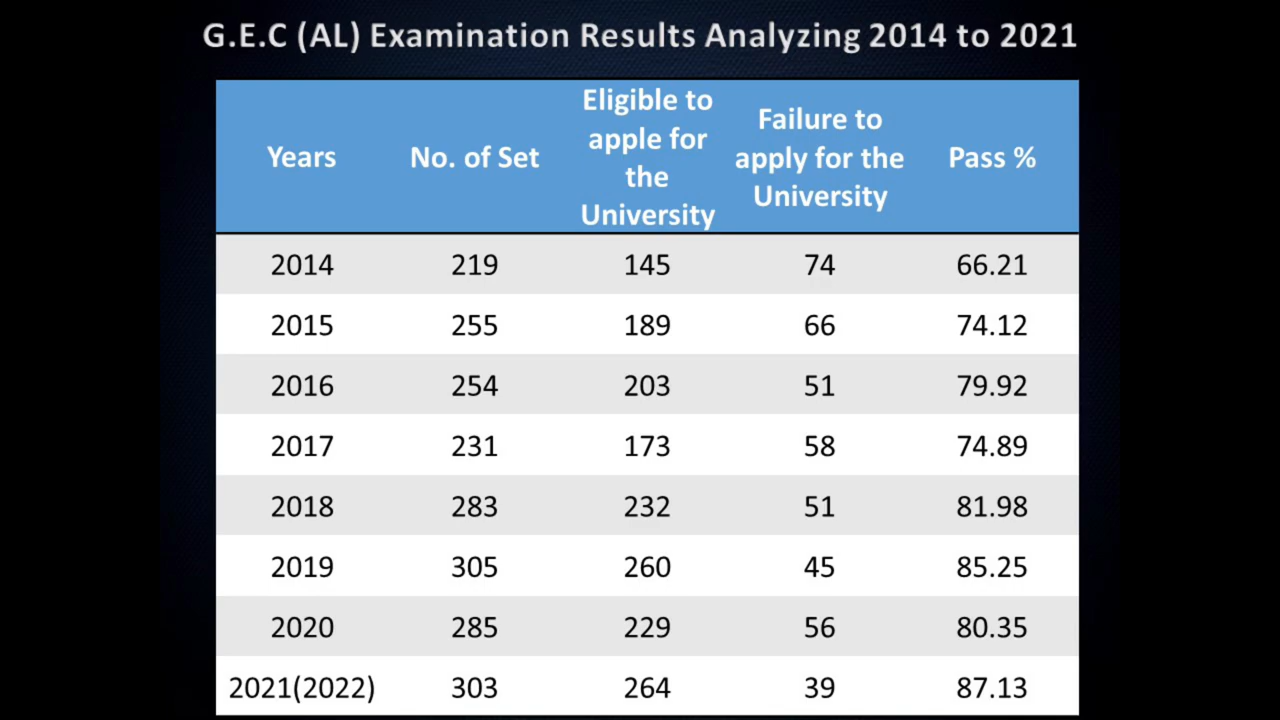 G.E.C (AL) Examination Results Analyzing 2014 to 2021
Years No. of Set Eligible to apple for the University Failure to apply for the University Pass %
2014 219 145 74 66.21
2015 255 189 66 74.12
2016 254 203 51 79.92
2017 231 173 58 74.89
2018 283 232 51 81.98
2019 305 260 45 85.25
2020 285 229 56 80.35
2021(2022) 303 264 39 87.13